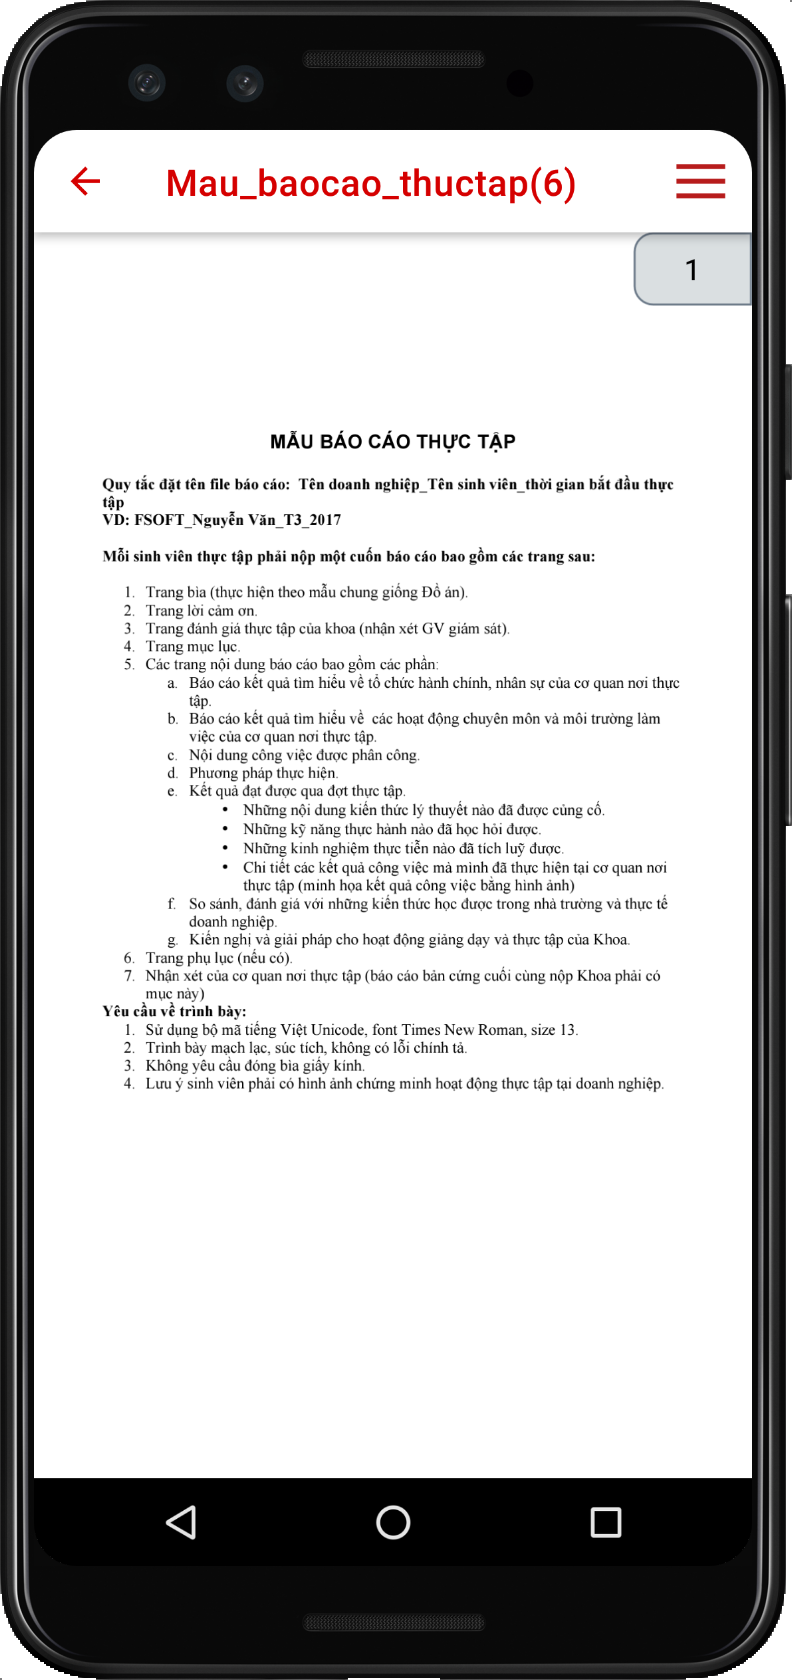 Mau_baocao_thuctap(6)
1
MẪU BÁO CÁO THỰC TẬP
Quy tắc đặt tên file báo cáo: Tên doanh nghiệp_Tên sinh viên_thời gian bắt đầu thực
tập
VD: FSOFT_Nguyễn Văn_T3_2017
Mỗi sinh viên thực tập phải nộp một cuốn báo cáo bao gồm các trang sau:
1. Trang bìa (thực hiện theo mẫu chung giống Đồ án).
2. Trang lời cảm ơn.
3. Trang đánh giá thực tập của khoa (nhận xét GV giám sát).
4. Trang mục lục.
5. Các trang nội dung báo cáo bao gồm các phần:
a. Báo cáo kết quả tìm hiểu về tổ chức hành chính, nhân sự của cơ quan nơi thực
tập.
b. Báo cáo kết quả tìm hiểu về các hoạt động chuyên môn và môi trường làm
việc của cơ quan nơi thực tập.
c. Nội dung công việc được phân công.
d. Phương pháp thực hiện.
e. Kết quả đạt được qua đợt thực tập.
• Những nội dung kiến thức lý thuyết nào đã được củng cố.
• Những kỹ năng thực hành nào đã học hỏi được.
• Những kinh nghiệm thực tiễn nào đã tích luỹ được.
• Chi tiết các kết quả công việc mà mình đã thực hiện tại cơ quan nơi
thực tập (minh họa kết quả công việc bằng hình ảnh)
f. So sánh, đánh giá với những kiến thức học được trong nhà trường và thực tế
doanh nghiệp.
g. Kiến nghị và giải pháp cho hoạt động giảng dạy và thực tập của Khoa.
6. Trang phụ lục (nếu có).
7. Nhận xét của cơ quan nơi thực tập (báo cáo bản cứng cuối cùng nộp Khoa phải có
mục này)
Yêu cầu về trình bày:
1. Sử dụng bộ mã tiếng Việt Unicode, font Times New Roman, size 13.
2. Trình bày mạch lạc, súc tích, không có lỗi chính tả.
3. Không yêu cầu đóng bìa giấy kính.
4. Lưu ý sinh viên phải có hình ảnh chứng minh hoạt động thực tập tại doanh nghiệp.